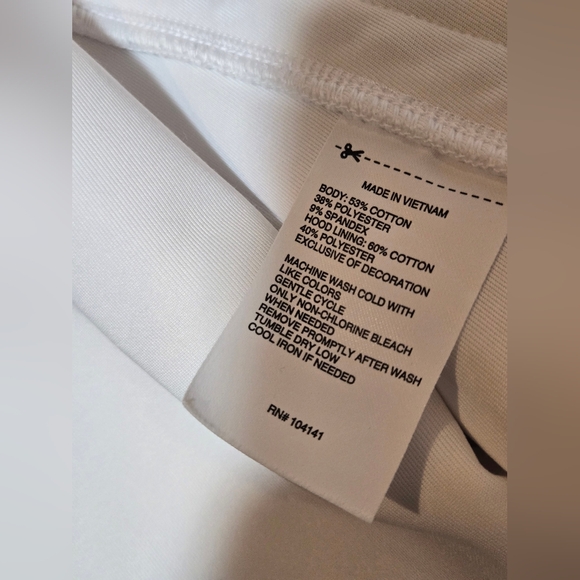 MADE IN VIETNAM
BODY: 53% COTTON
38% POLYESTER
9% SPANDEX
HOOD LINING: 60% COTTON
40% POLYESTER
EXCLUSIVE OF DECORATION
MACHINE WASH COLD WITH
LIKE COLORS
GENTLE CYCLE
ONLY NON-CHLORINE BLEACH
WHEN NEEDED
REMOVE PROMPTLY AFTER WASH
TUMBLE DRY LOW
COOL IRON IF NEEDED
RN# 104141